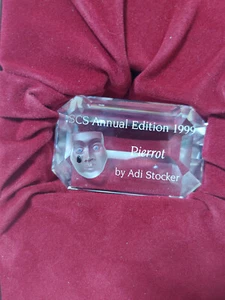 SCS Annual Edition 1999
Pierrot
by Adi Stocker